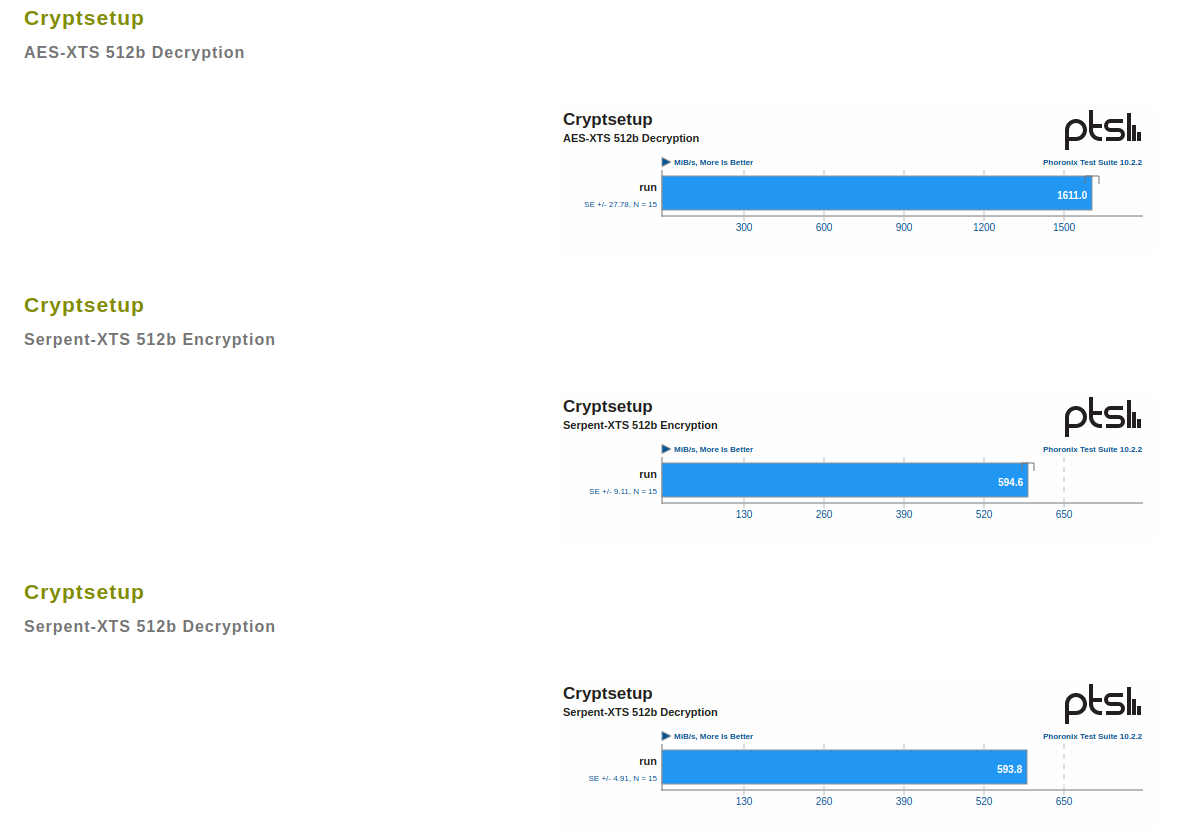 Cryptsetup
AES-XTS 512b Decryption
Cryptsetup
AES-XTS 512b Decryption
ptsl
MiB/s, More Is Better
Phoronix Test Suite 10.2.2
run
1611.0
SE +/- 27.78, N = 15
300 600 900 1200 1500
Cryptsetup
Serpent-XTS 512b Encryption
Cryptsetup
Serpent-XTS 512b Encryption
ptsl
MiB/s, More Is Better
Phoronix Test Suite 10.2.2
run
594.6
SE +/- 9.11, N = 15
130 260 390 520 650
Cryptsetup
Serpent-XTS 512b Decryption
Cryptsetup
Serpent-XTS 512b Decryption
ptsl
MiB/s, More Is Better
Phoronix Test Suite 10.2.2
run
593.8
SE +/- 4.91, N = 15
130 260 390 520 650